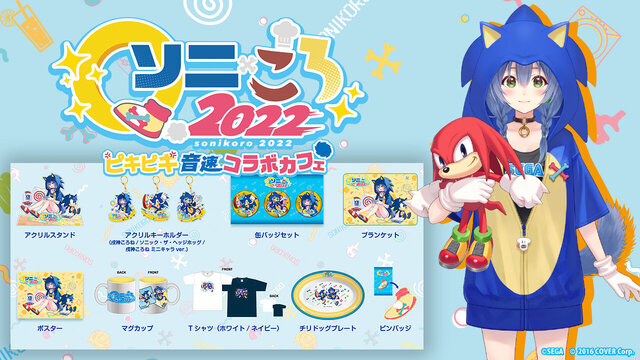 ソニ×ころ
2022
sonikoro 2022
ピキピキ音速コラボカフェ
アクリルスタンド
アクリルキーホルダー
(戌神ころね / ソニック・ザ・ヘッジホッグ /
戌神ころね ミニキャラ ver.)
缶バッジセット
ブランケット
ポスター
BACK
FRONT
マグカップ
FRONT
BACK
Tシャツ (ホワイト / ネイビー)
チリドッグプレート
ピンバッジ
SEGA
©SEGA © 2016 COVER Corp.